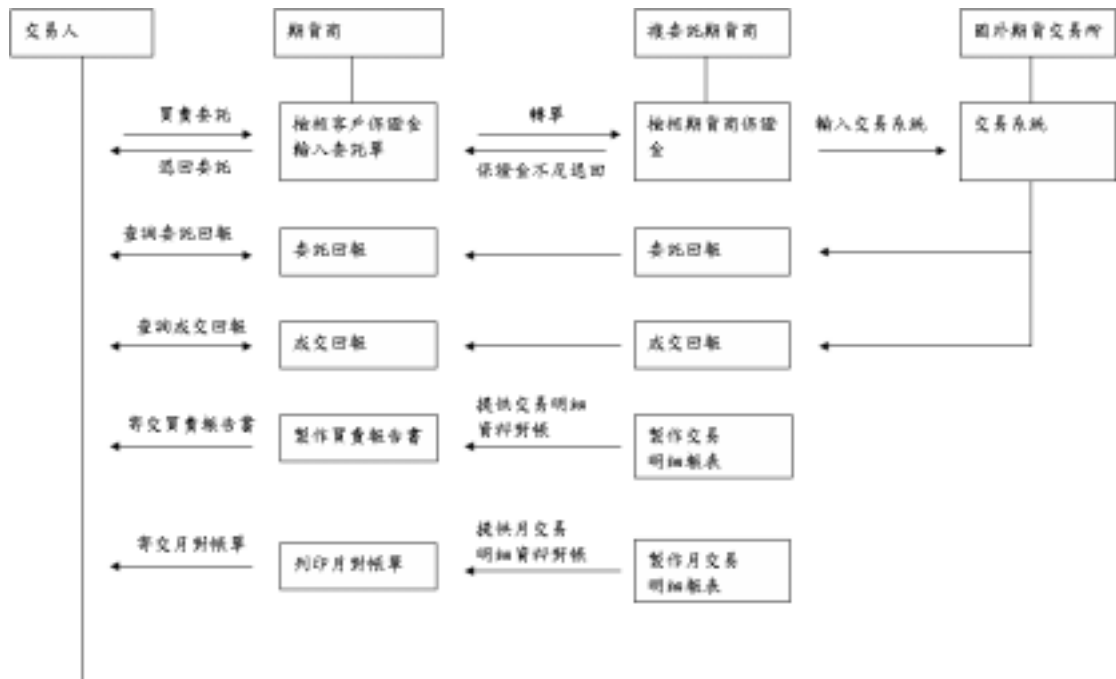 交易人
期貨商
複委託期貨商
國外期貨交易所
買賣委託
退回委託
檢核客戶保證金
輸入委託單
轉單
保證金不足退回
檢核期貨商保證
金
輸入交易系統
交易系統
查詢委託回報
委託回報
委託回報
查詢成交回報
成交回報
成交回報
寄交買賣報告書
製作買賣報告書
提供交易明細
資料對帳
製作交易
明細報表
寄交月對帳單
列印月對帳單
提供月交易
明細資料對帳
製作月交易
明細報表